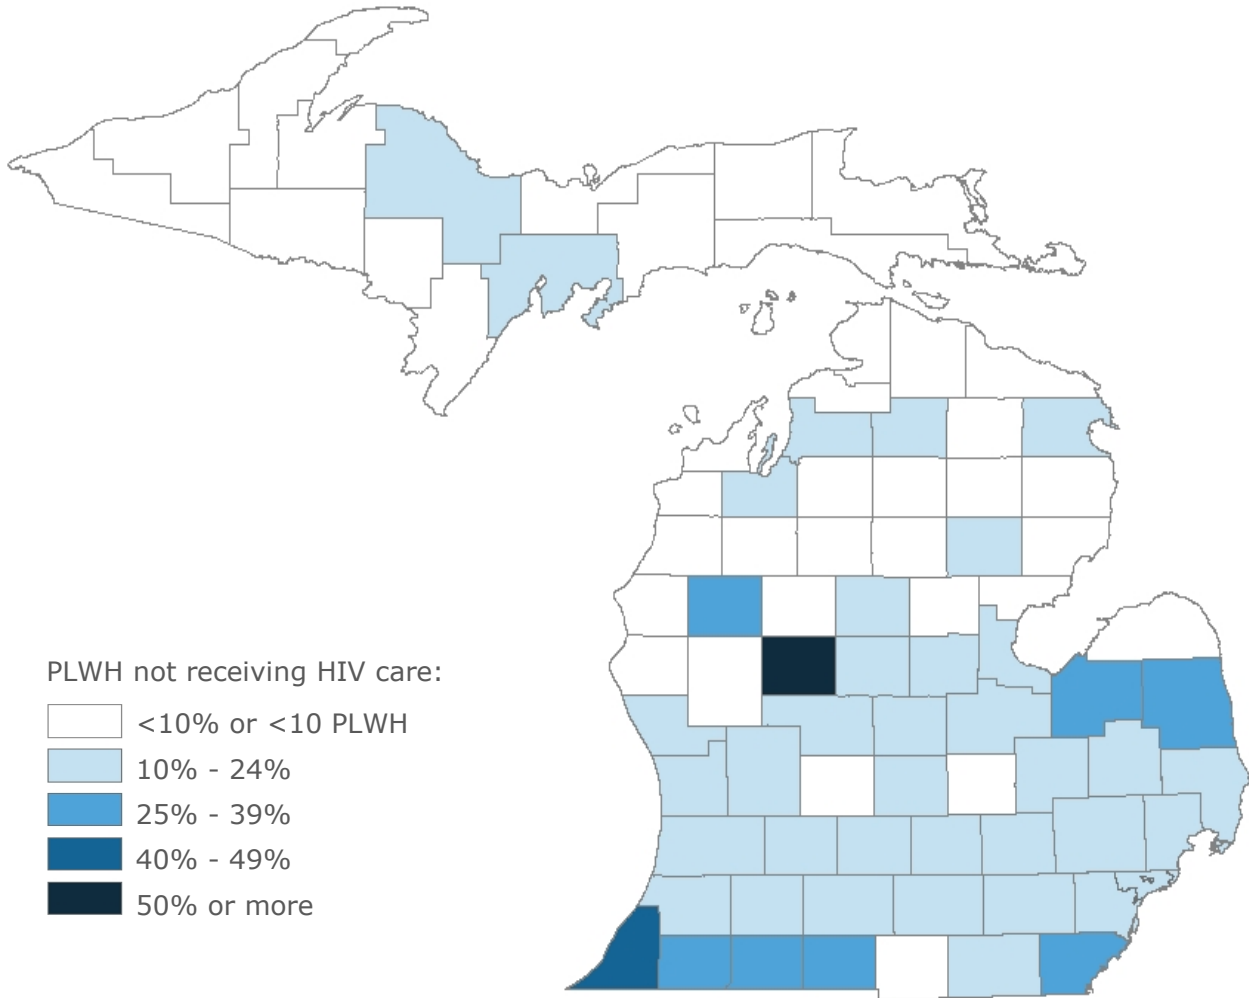 PLWH not receiving HIV care:
<10% or <10 PLWH
10% - 24%
25% - 39%
40% - 49%
50% or more